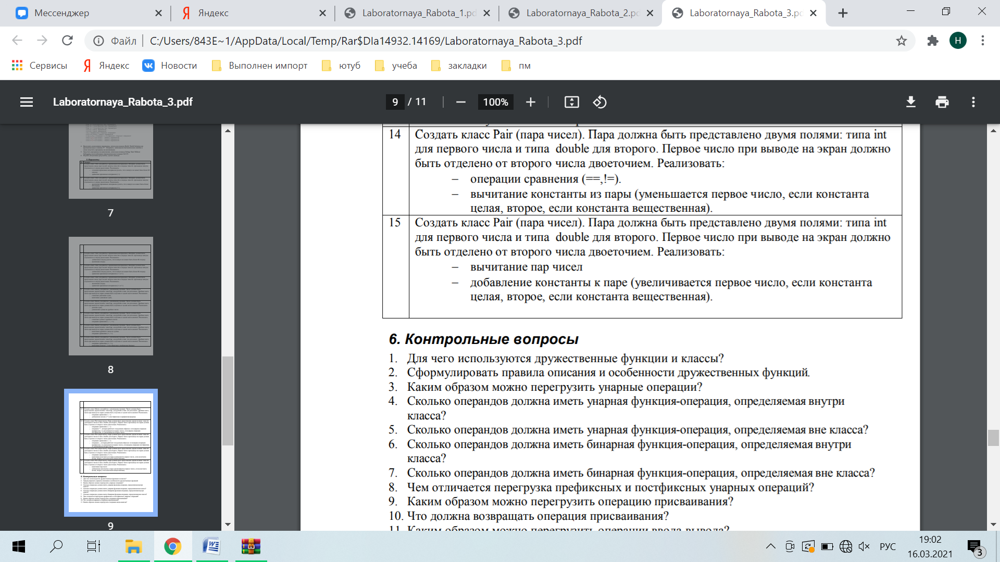 Мессенджер
Яндекс
Laboratornaya_Rabota_1.pd
Laboratornaya_Rabota_2.pd
Laboratornaya_Rabota_3.pd
Файл
C:/Users/843E~1/AppData/Local/Temp/Rar$DIa14932.14169/Laboratornaya_Rabota_3.pdf
Н
Сервисы
Яндекс
Новости
Выполнен импорт
ютуб
учеба
закладки
пм
Laboratornaya_Rabota_3.pdf
9 / 11
100%
7
8
9
14 Создать класс Pair (пара чисел). Пара должна быть представлено двумя полями: типа int
для первого числа и типа double для второго. Первое число при выводе на экран должно
быть отделено от второго числа двоеточием. Реализовать:
– операции сравнения (==,!=).
– вычитание константы из пары (уменьшается первое число, если константа
целая, второе, если константа вещественная).
15 Создать класс Pair (пара чисел). Пара должна быть представлено двумя полями: типа int
для первого числа и типа double для второго. Первое число при выводе на экран должно
быть отделено от второго числа двоеточием. Реализовать:
– вычитание пар чисел
– добавление константы к паре (увеличивается первое число, если константа
целая, второе, если константа вещественная).
6. Контрольные вопросы
1. Для чего используются дружественные функции и классы?
2. Сформулировать правила описания и особенности дружественных функций.
3. Каким образом можно перегрузить унарные операции?
4. Сколько операндов должна иметь унарная функция-операция, определяемая внутри
класса?
5. Сколько операндов должна иметь унарная функция-операция, определяемая вне класса?
6. Сколько операндов должна иметь бинарная функция-операция, определяемая внутри
класса?
7. Сколько операндов должна иметь бинарная функция-операция, определяемая вне класса?
8. Чем отличается перегрузка префиксных и постфиксных унарных операций?
9. Каким образом можно перегрузить операцию присваивания?
10. Что должна возвращать операция присваивания?
11. Каким образом можно перегрузить операции ввода-вывода?
РУС
19:02
16.03.2021
3